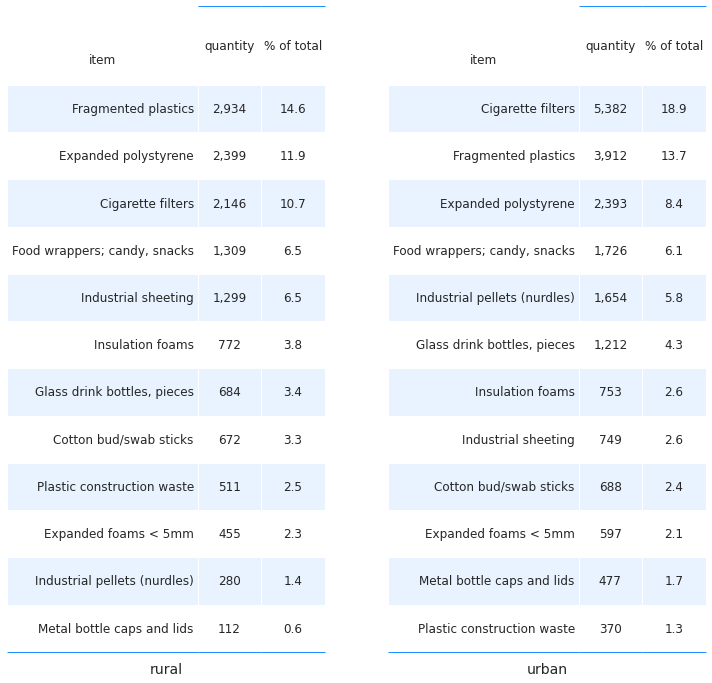 item quantity % of total
Fragmented plastics 2,934 14.6
Expanded polystyrene 2,399 11.9
Cigarette filters 2,146 10.7
Food wrappers; candy, snacks 1,309 6.5
Industrial sheeting 1,299 6.5
Insulation foams 772 3.8
Glass drink bottles, pieces 684 3.4
Cotton bud/swab sticks 672 3.3
Plastic construction waste 511 2.5
Expanded foams < 5mm 455 2.3
Industrial pellets (nurdles) 280 1.4
Metal bottle caps and lids 112 0.6
rural
item quantity % of total
Cigarette filters 5,382 18.9
Fragmented plastics 3,912 13.7
Expanded polystyrene 2,393 8.4
Food wrappers; candy, snacks 1,726 6.1
Industrial pellets (nurdles) 1,654 5.8
Glass drink bottles, pieces 1,212 4.3
Insulation foams 753 2.6
Industrial sheeting 749 2.6
Cotton bud/swab sticks 688 2.4
Expanded foams < 5mm 597 2.1
Metal bottle caps and lids 477 1.7
Plastic construction waste 370 1.3
urban